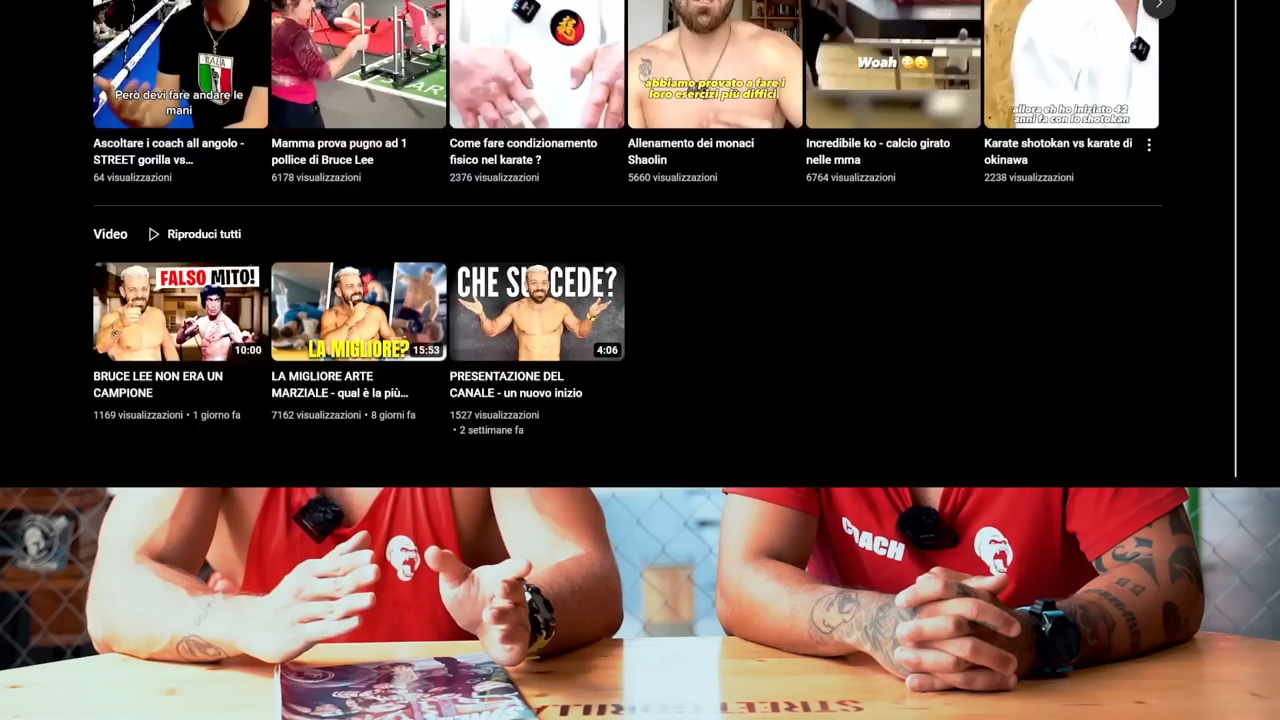 ITALIA
Però devi fare andare le
mani
AR
abbiamo provato a fare i
loro esercizi più diffici
Woah 😳😔
allora eh ho iniziato 42
anni fa con lo shotokan
Ascoltare i coach all angolo -
STREET gorilla vs…
64 visualizzazioni
Mamma prova pugno ad 1
pollice di Bruce Lee
6178 visualizzazioni
Come fare condizionamento
fisico nel karate ?
2376 visualizzazioni
Allenamento dei monaci
Shaolin
5660 visualizzazioni
Incredibile ko - calcio girato
nelle mma
6764 visualizzazioni
Karate shotokan vs karate di
okinawa
2238 visualizzazioni
Video
Riproduci tutti
FALSO MITO!
10:00
LA MIGLIORE?
15:53
CHE SUCCEDE?
4:06
BRUCE LEE NON ERA UN
CAMPIONE
1169 visualizzazioni • 1 giorno fa
LA MIGLIORE ARTE
MARZIALE - qual è la più...
7162 visualizzazioni • 8 giorni fa
PRESENTAZIONE DEL
CANALE - un nuovo inizio
1527 visualizzazioni
• 2 settimane fa
COACH
STREET GORILLA